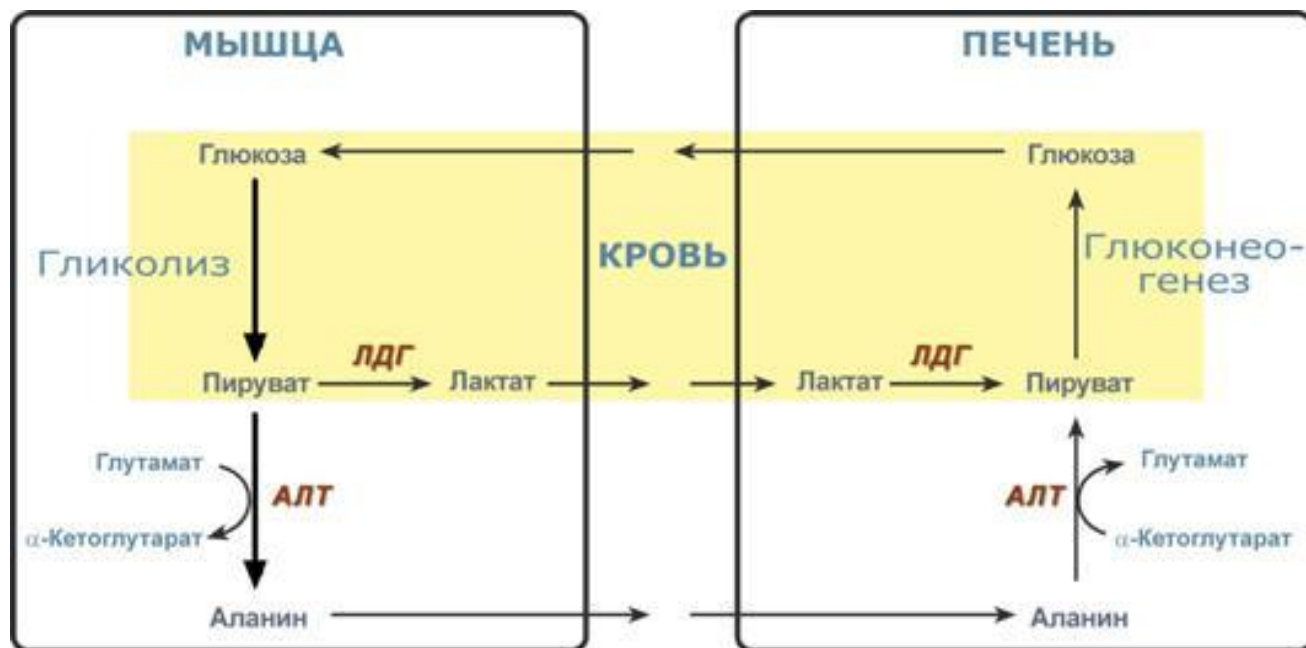 МЫШЦА
ПЕЧЕНЬ
Глюкоза
Глюкоза
Гликолиз
КРОВЬ
Глюконео-
генез
ЛДГ
ЛДГ
Пируват
Лактат
Лактат
Пируват
Глутамат
АЛТ
α-Кетоглутарат
АЛТ
Глутамат
α-Кетоглутарат
Аланин
Аланин